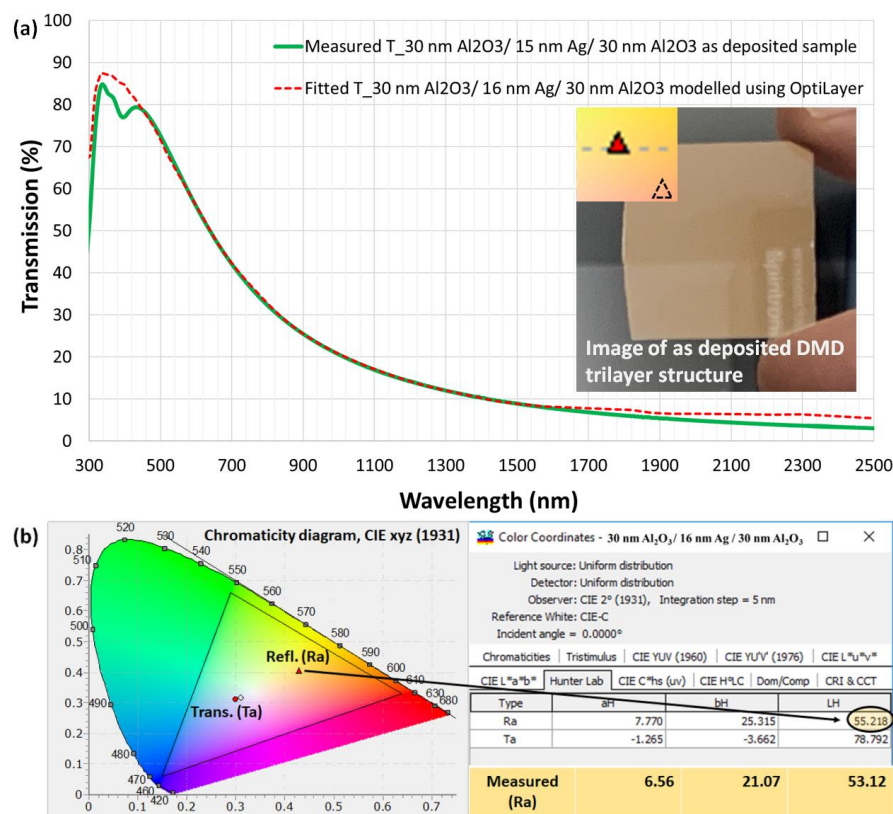 (a)
100
90
80
70
60
50
40
30
20
10
0
Transmission (%)
Measured T_30 nm Al2O3/ 15 nm Ag/ 30 nm Al2O3 as deposited sample
Fitted T_30 nm Al2O3/ 16 nm Ag/ 30 nm Al2O3 modelled using OptiLayer
Image of as deposited DMD
trilayer structure
300 500 700 900 1100 1300 1500 1700 1900 2100 2300 2500
Wavelength (nm)
(b)
Chromaticity diagram, CIE xyz (1931)
0.8
0.7
0.6
0.5
0.4
0.3
0.2
0.1
0
520
530
540
510
550
560
570
500
580
590
600
610
630
680
490
480
470
460
420
Refl. (Ra)
Trans. (Ta)
0 0.1 0.2 0.3 0.4 0.5 0.6 0.7
Color Coordinates - 30 nm Al₂O₃/ 16 nm Ag / 30 nm Al₂O₃
Light source: Uniform distribution
Detector: Uniform distribution
Observer: CIE 2° (1931), Integration step = 5 nm
Reference White: CIE-C
Incident angle = 0.0000°
Chromaticities Tristimulus CIE YUV (1960) CIE YU'V' (1976) CIE L*u*v*
CIE L*a*b* Hunter Lab CIE C*hs (uv) CIE H°LC Dom/Comp CRI & CCT
Type aH bH LH
Ra 7.770 25.315 55.218
Ta -1.265 -3.662 78.792
Measured
(Ra) 6.56 21.07 53.12